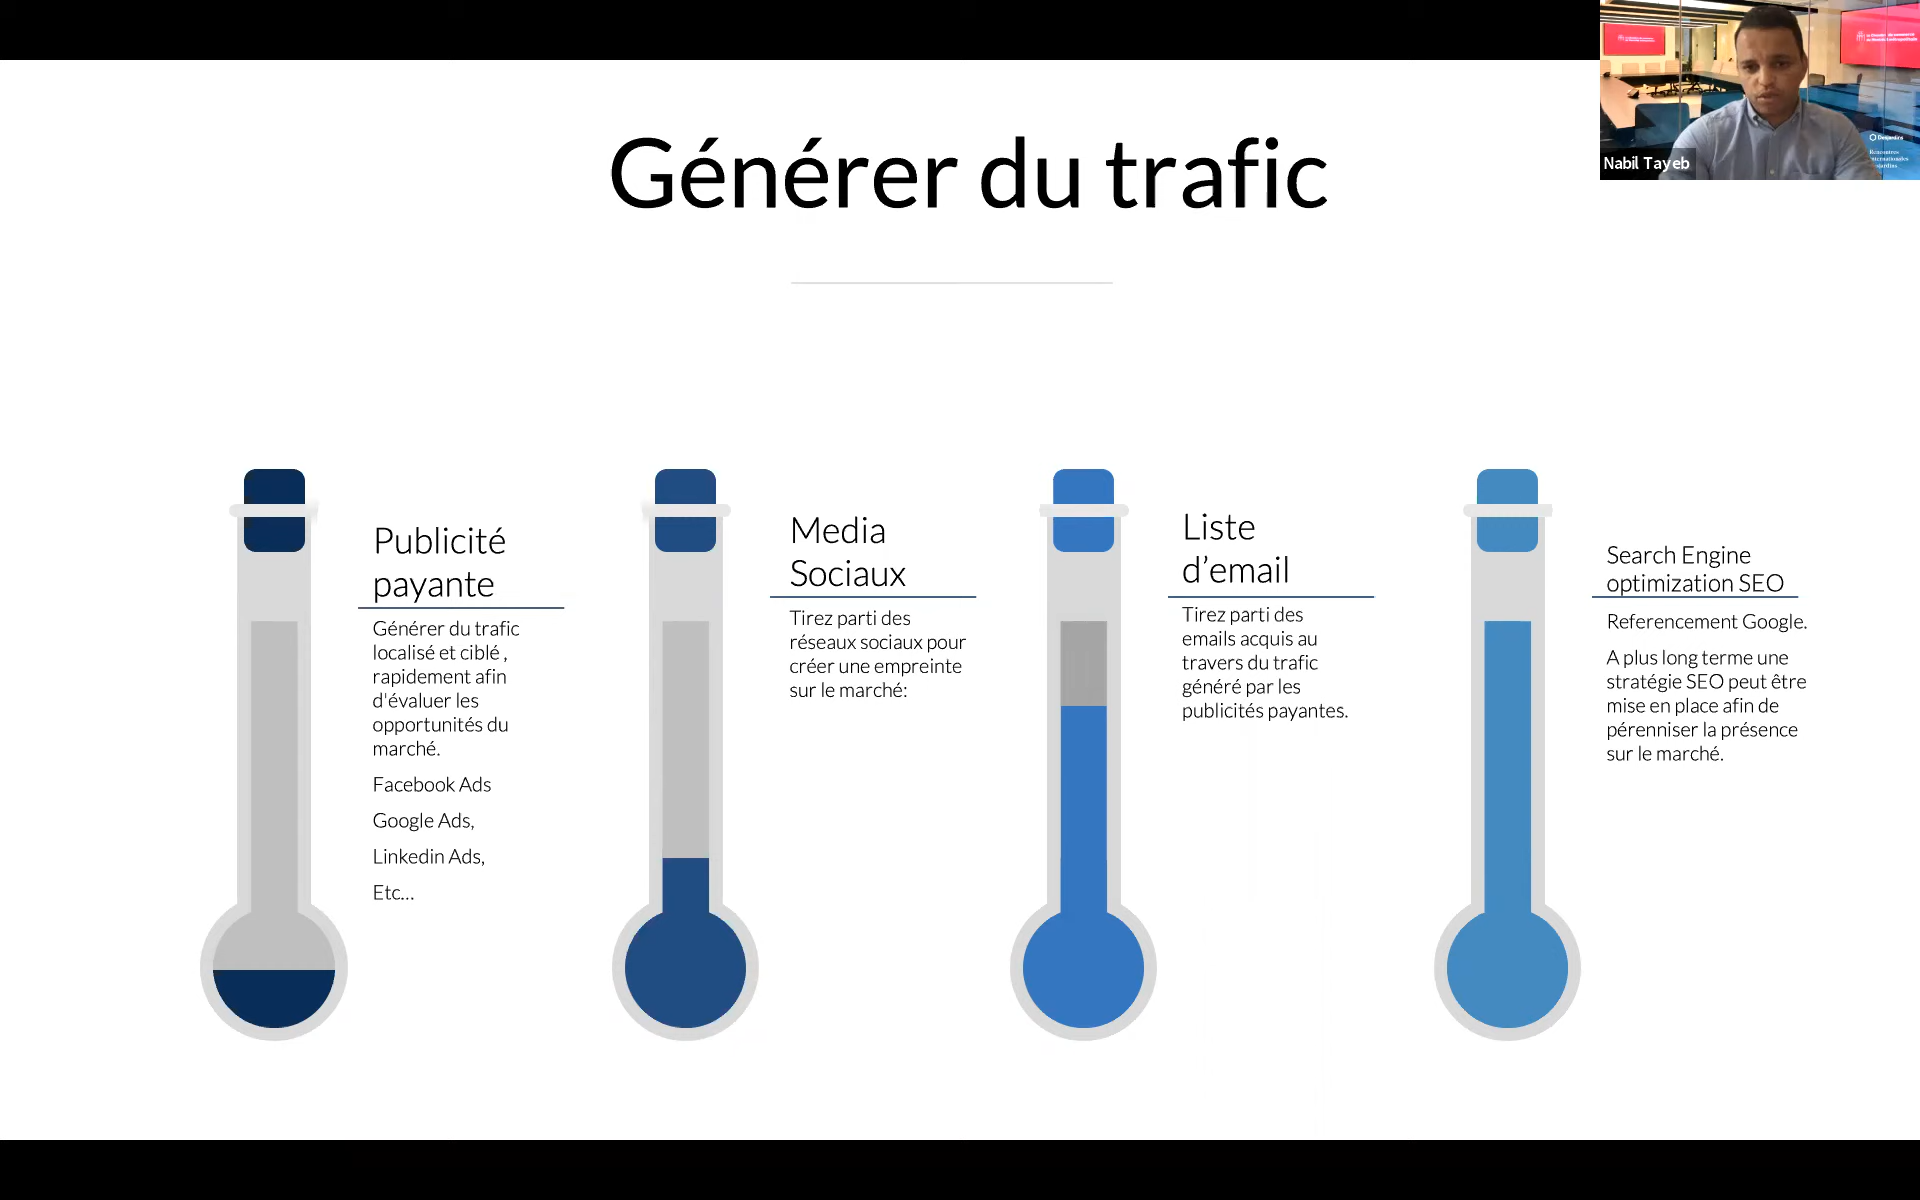 Générer du trafic
Nabil Tayeb
Desjardins
Publicité
payante
Générer du trafic
localisé et ciblé ,
rapidement afin
d'évaluer les
opportunités du
marché.
Facebook Ads
Google Ads,
Linkedin Ads,
Etc...
Media
Sociaux
Tirez parti des
réseaux sociaux pour
créer une empreinte
sur le marché:
Liste
d’email
Tirez parti des
emails acquis au
travers du trafic
généré par les
publicités payantes.
Search Engine
optimization SEO
Referencement Google.
A plus long terme une
stratégie SEO peut être
mise en place afin de
pérenniser la présence
sur le marché.